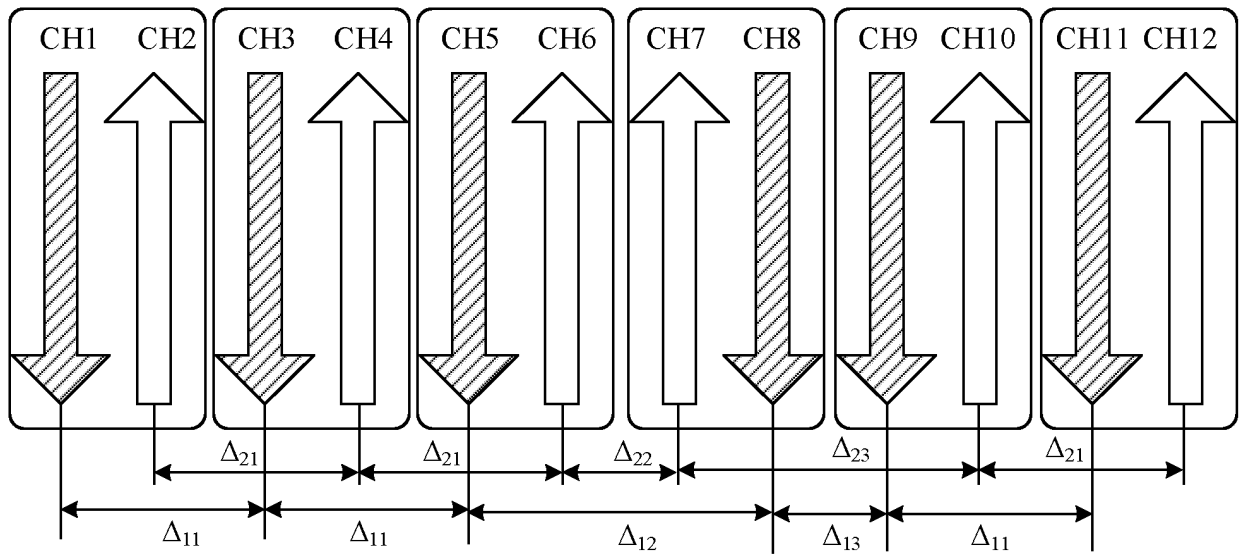 CH1 CH2 CH3 CH4 CH5 CH6 CH7 CH8 CH9 CH10 CH11 CH12
Δ₂₁ Δ₂₁ Δ₂₂ Δ₂₃ Δ₂₁
Δ₁₁ Δ₁₁ Δ₁₂ Δ₁₃ Δ₁₁